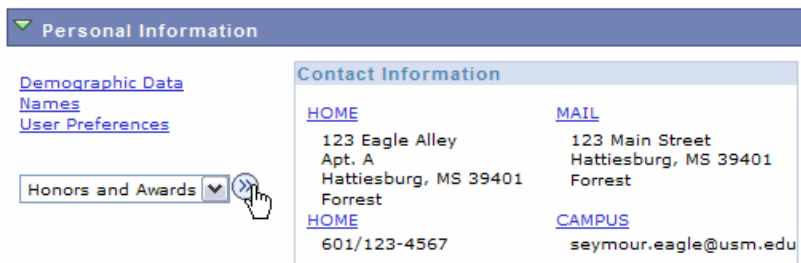 Personal Information
Demographic Data
Names
User Preferences
Honors and Awards
Contact Information
HOME
123 Eagle Alley
Apt. A
Hattiesburg, MS 39401
Forrest
MAIL
123 Main Street
Hattiesburg, MS 39401
Forrest
HOME
601/123-4567
CAMPUS
seymour.eagle@usm.edu